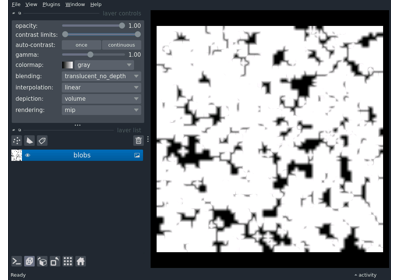 File View Plugins Window Help
layer controls
opacity: 1.00
contrast limits:
auto-contrast: once continuous
gamma: 1.00
colormap: gray
blending: translucent_no_depth
interpolation: linear
depiction: volume
rendering: mip
layer list
blobs
Ready activity